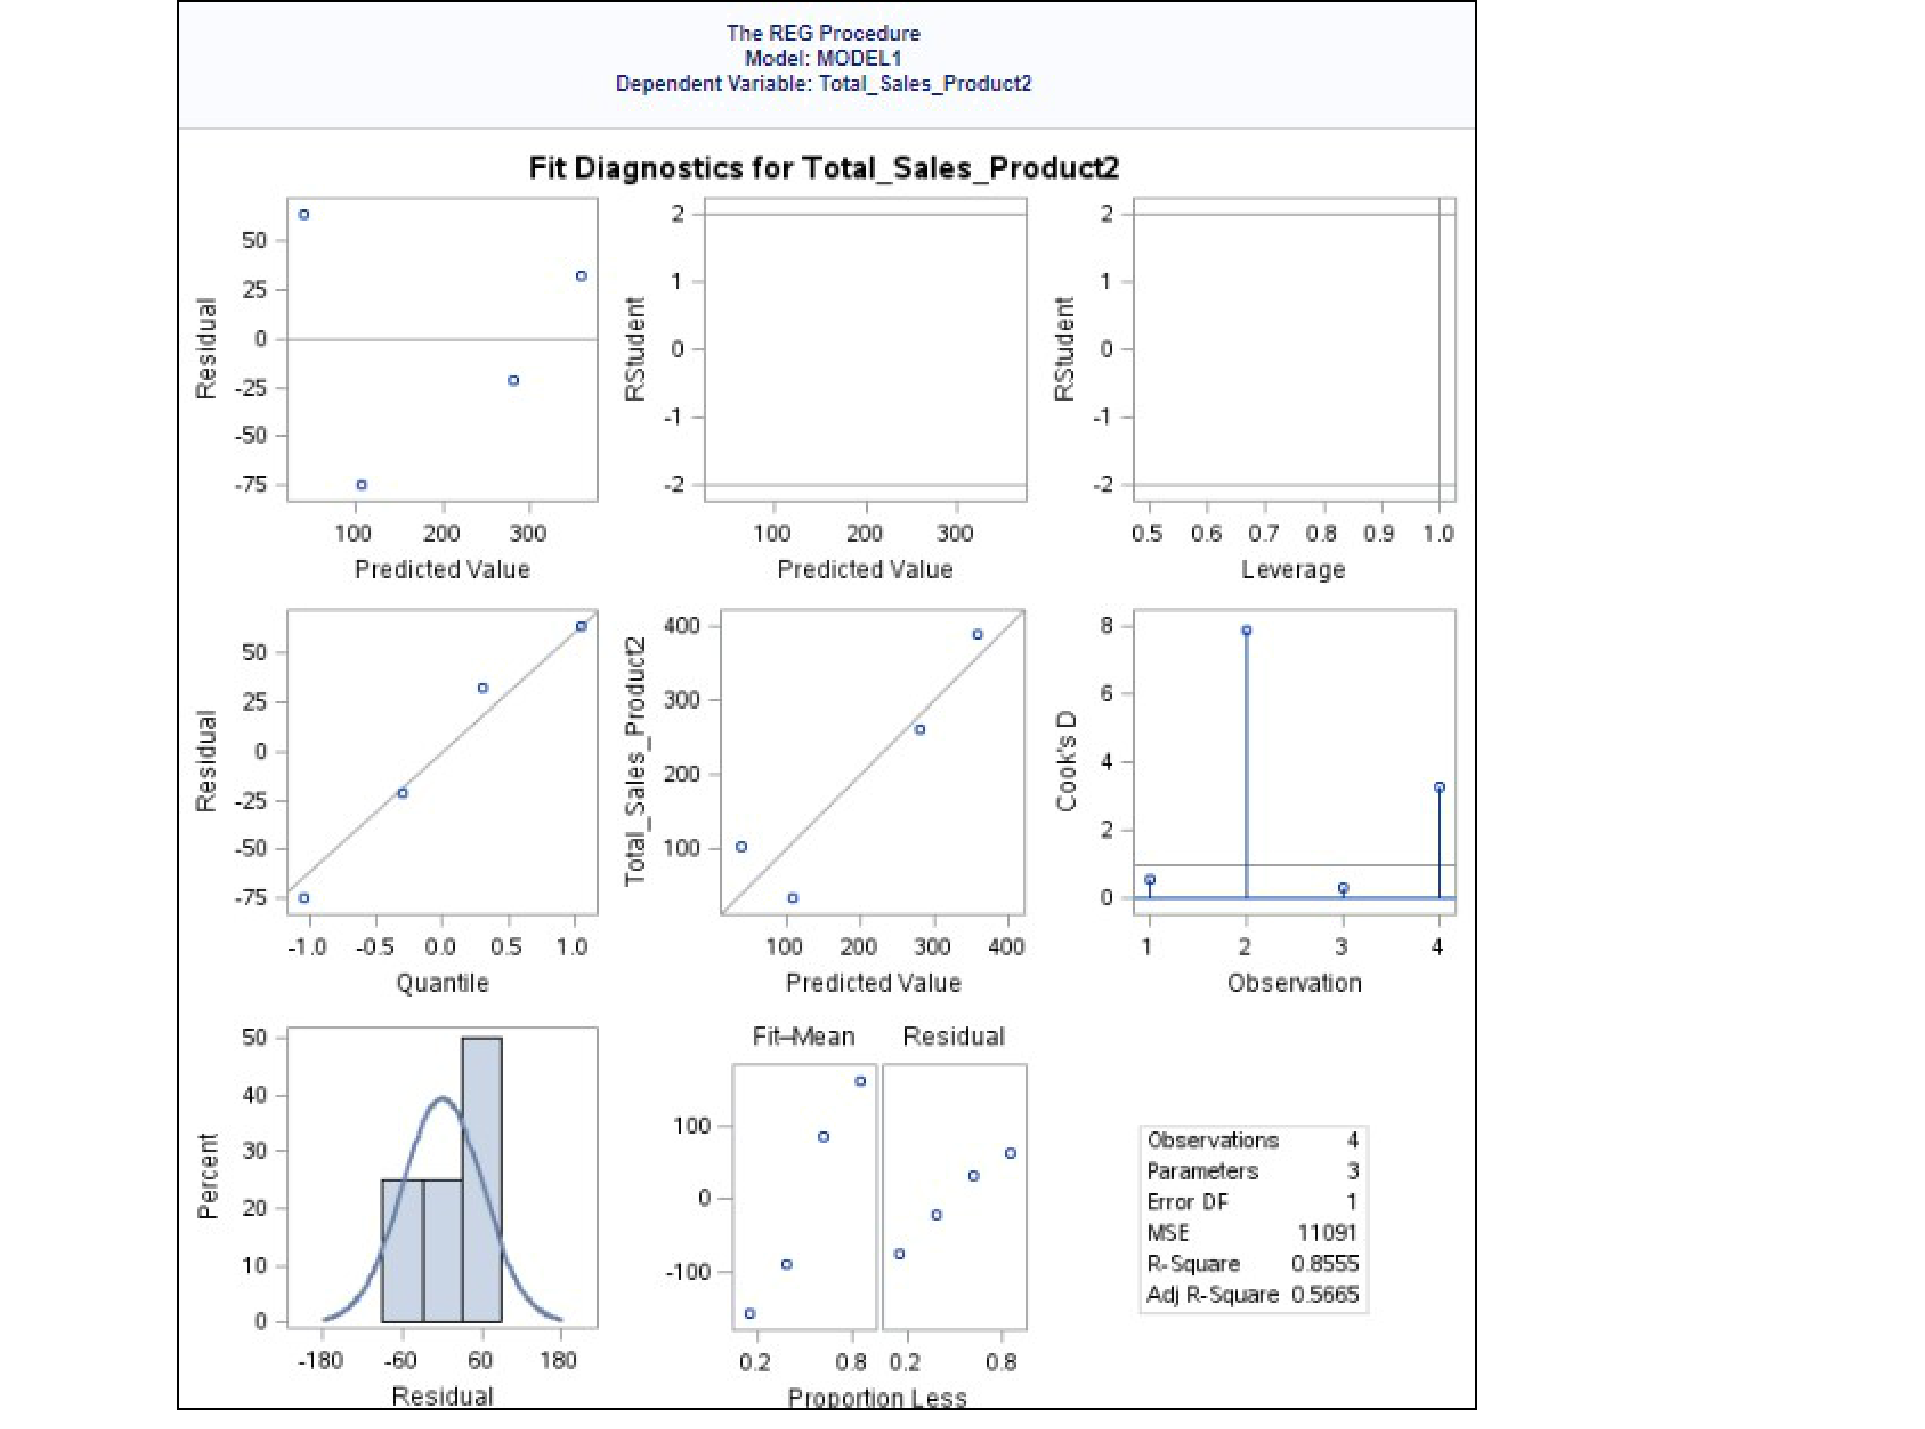 The REG Procedure
Model: MODEL1
Dependent Variable: Total_Sales_Product2
Fit Diagnostics for Total_Sales_Product2
Residual
50
25
0
-25
-50
-75
100 200 300
Predicted Value
RStudent
2
1
0
-1
-2
100 200 300
Predicted Value
RStudent
2
1
0
-1
-2
0.5 0.6 0.7 0.8 0.9 1.0
Leverage
Residual
50
25
0
-25
-50
-75
-1.0 -0.5 0.0 0.5 1.0
Quantile
Total_Sales_Product2
400
300
200
100
100 200 300 400
Predicted Value
Cook's D
8
6
4
2
0
1 2 3 4
Observation
Percent
50
40
30
20
10
0
-180 -60 60 180
Residual
Fit–Mean Residual
100
0
-100
0.2 0.8 0.2 0.8
Proportion Less
Observations 4
Parameters 3
Error DF 1
MSE 11091
R-Square 0.8555
Adj R-Square 0.5665